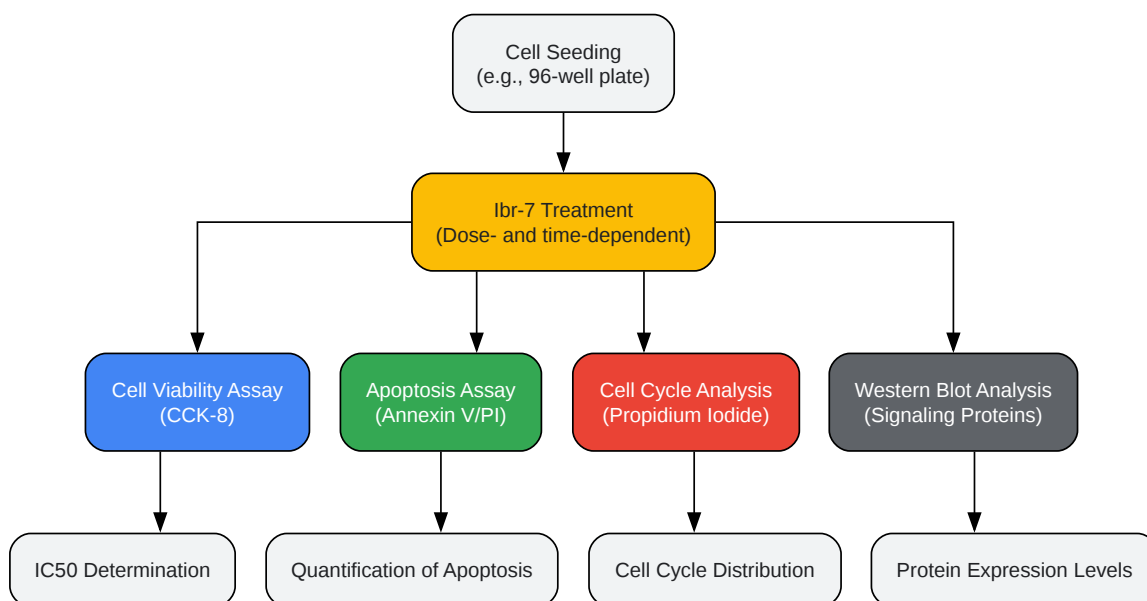 Cell Seeding
(e.g., 96-well plate)
Ibr-7 Treatment
(Dose- and time-dependent)
Cell Viability Assay
(CCK-8)
Apoptosis Assay
(Annexin V/PI)
Cell Cycle Analysis
(Propidium Iodide)
Western Blot Analysis
(Signaling Proteins)
IC50 Determination
Quantification of Apoptosis
Cell Cycle Distribution
Protein Expression Levels